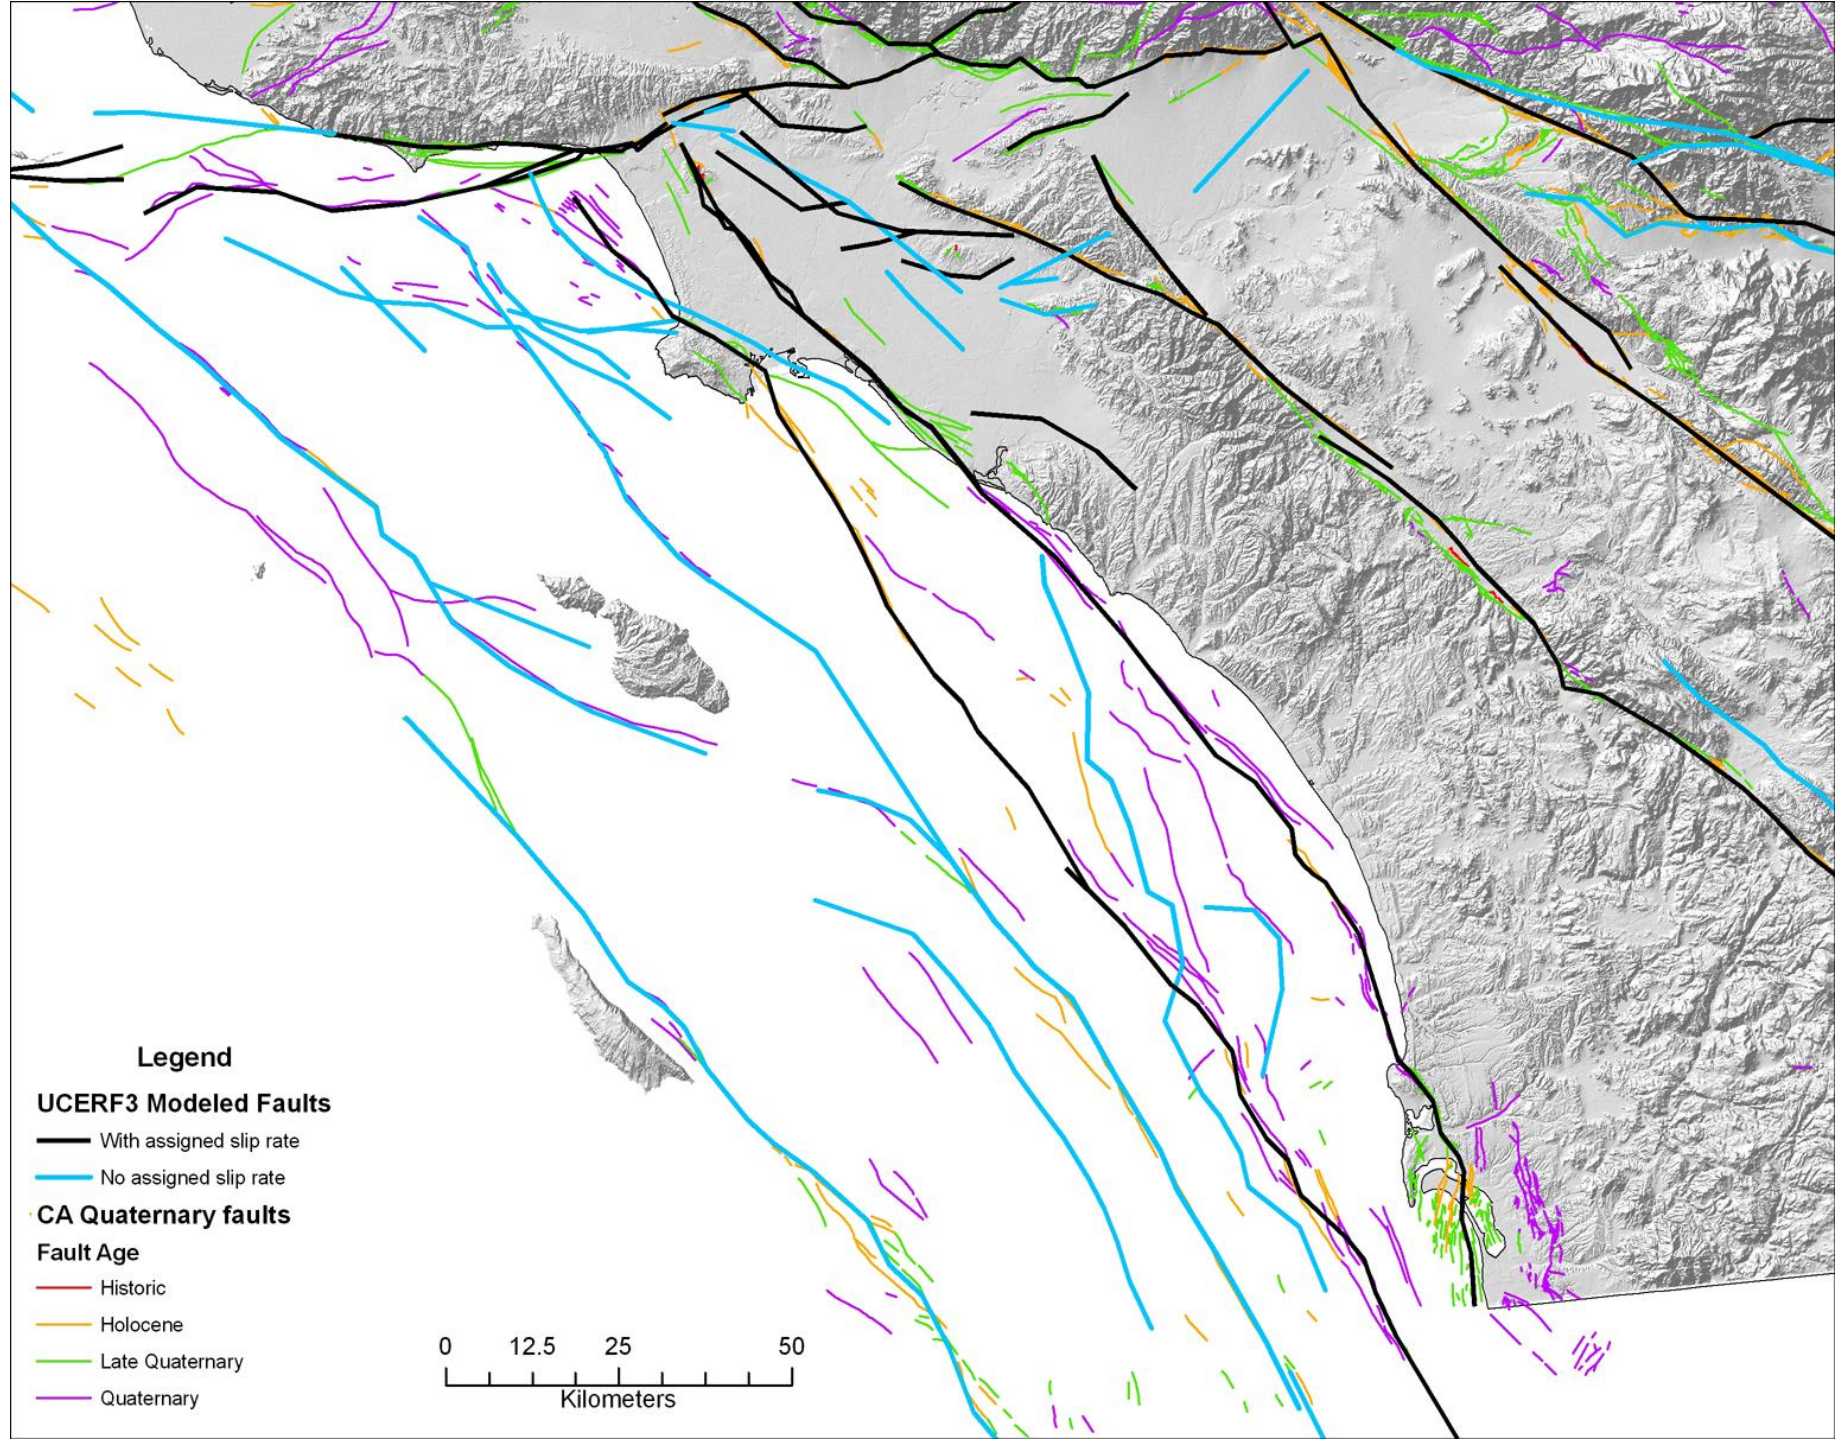 Legend
UCERF3 Modeled Faults
With assigned slip rate
No assigned slip rate
CA Quaternary faults
Fault Age
Historic
Holocene
Late Quaternary
Quaternary
0 12.5 25 50
Kilometers